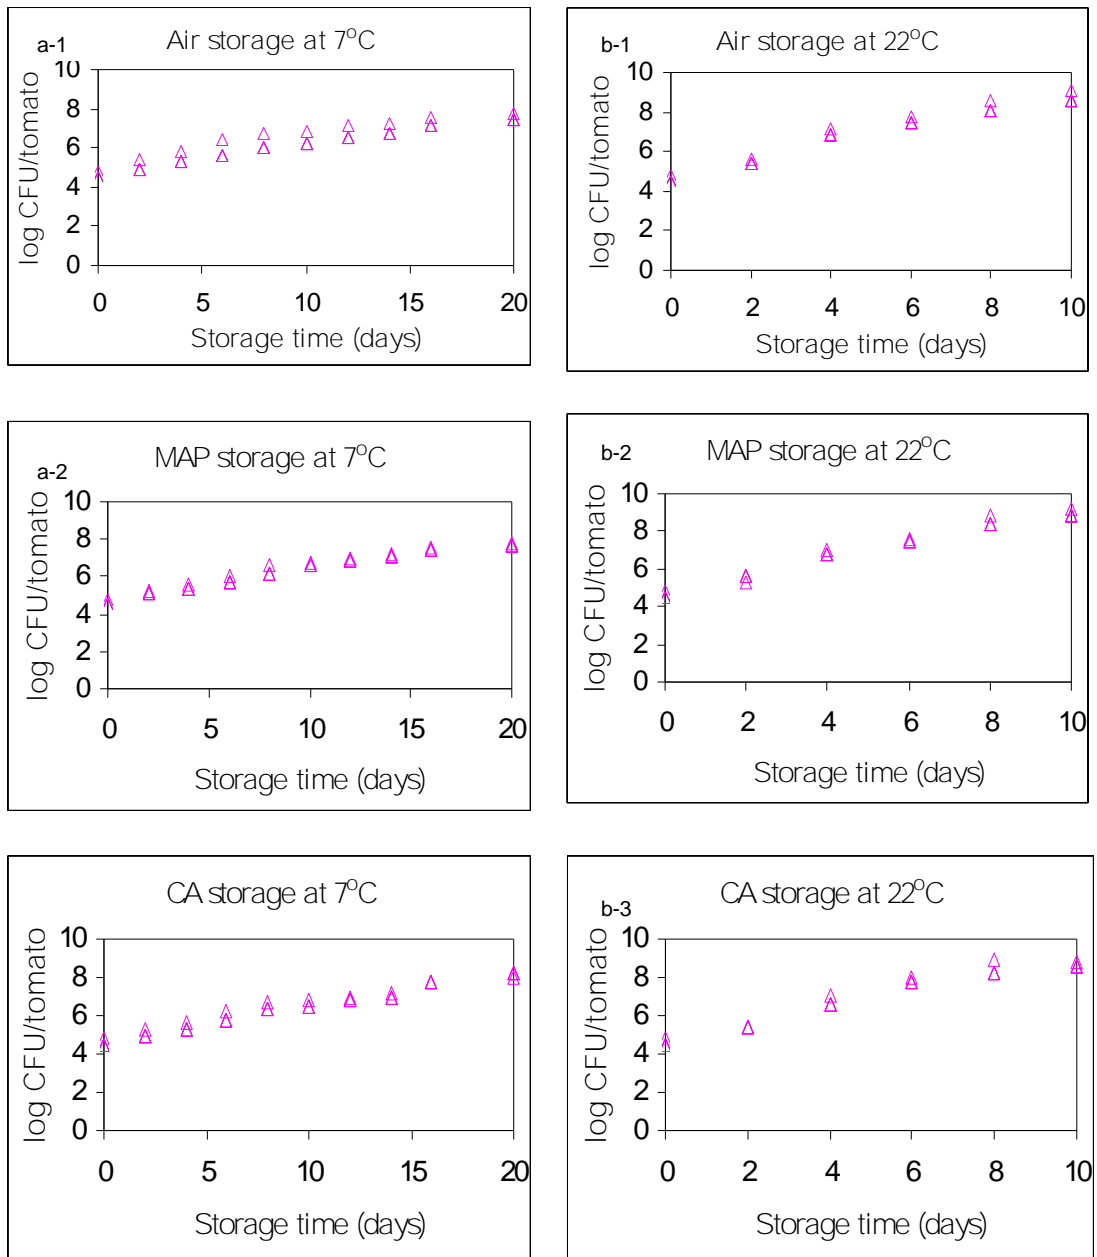 a-1
Air storage at 7°C
log CFU/tomato
10
8
6
4
2
0
0 5 10 15 20
Storage time (days)
b-1
Air storage at 22°C
log CFU/tomato
10
8
6
4
2
0
0 2 4 6 8 10
Storage time (days)
a-2
MAP storage at 7°C
log CFU/tomato
10
8
6
4
2
0
0 5 10 15 20
Storage time (days)
b-2
MAP storage at 22°C
log CFU/tomato
10
8
6
4
2
0
0 2 4 6 8 10
Storage time (days)
CA storage at 7°C
log CFU/tomato
10
8
6
4
2
0
0 5 10 15 20
Storage time (days)
b-3
CA storage at 22°C
log CFU/tomato
10
8
6
4
2
0
0 2 4 6 8 10
Storage time (days)